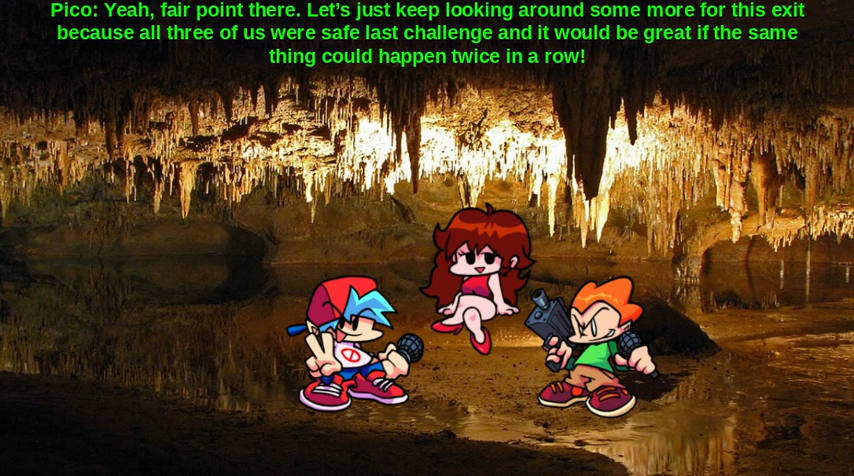 Pico: Yeah, fair point there. Let’s just keep looking around some more for this exit
because all three of us were safe last challenge and it would be great if the same
thing could happen twice in a row!